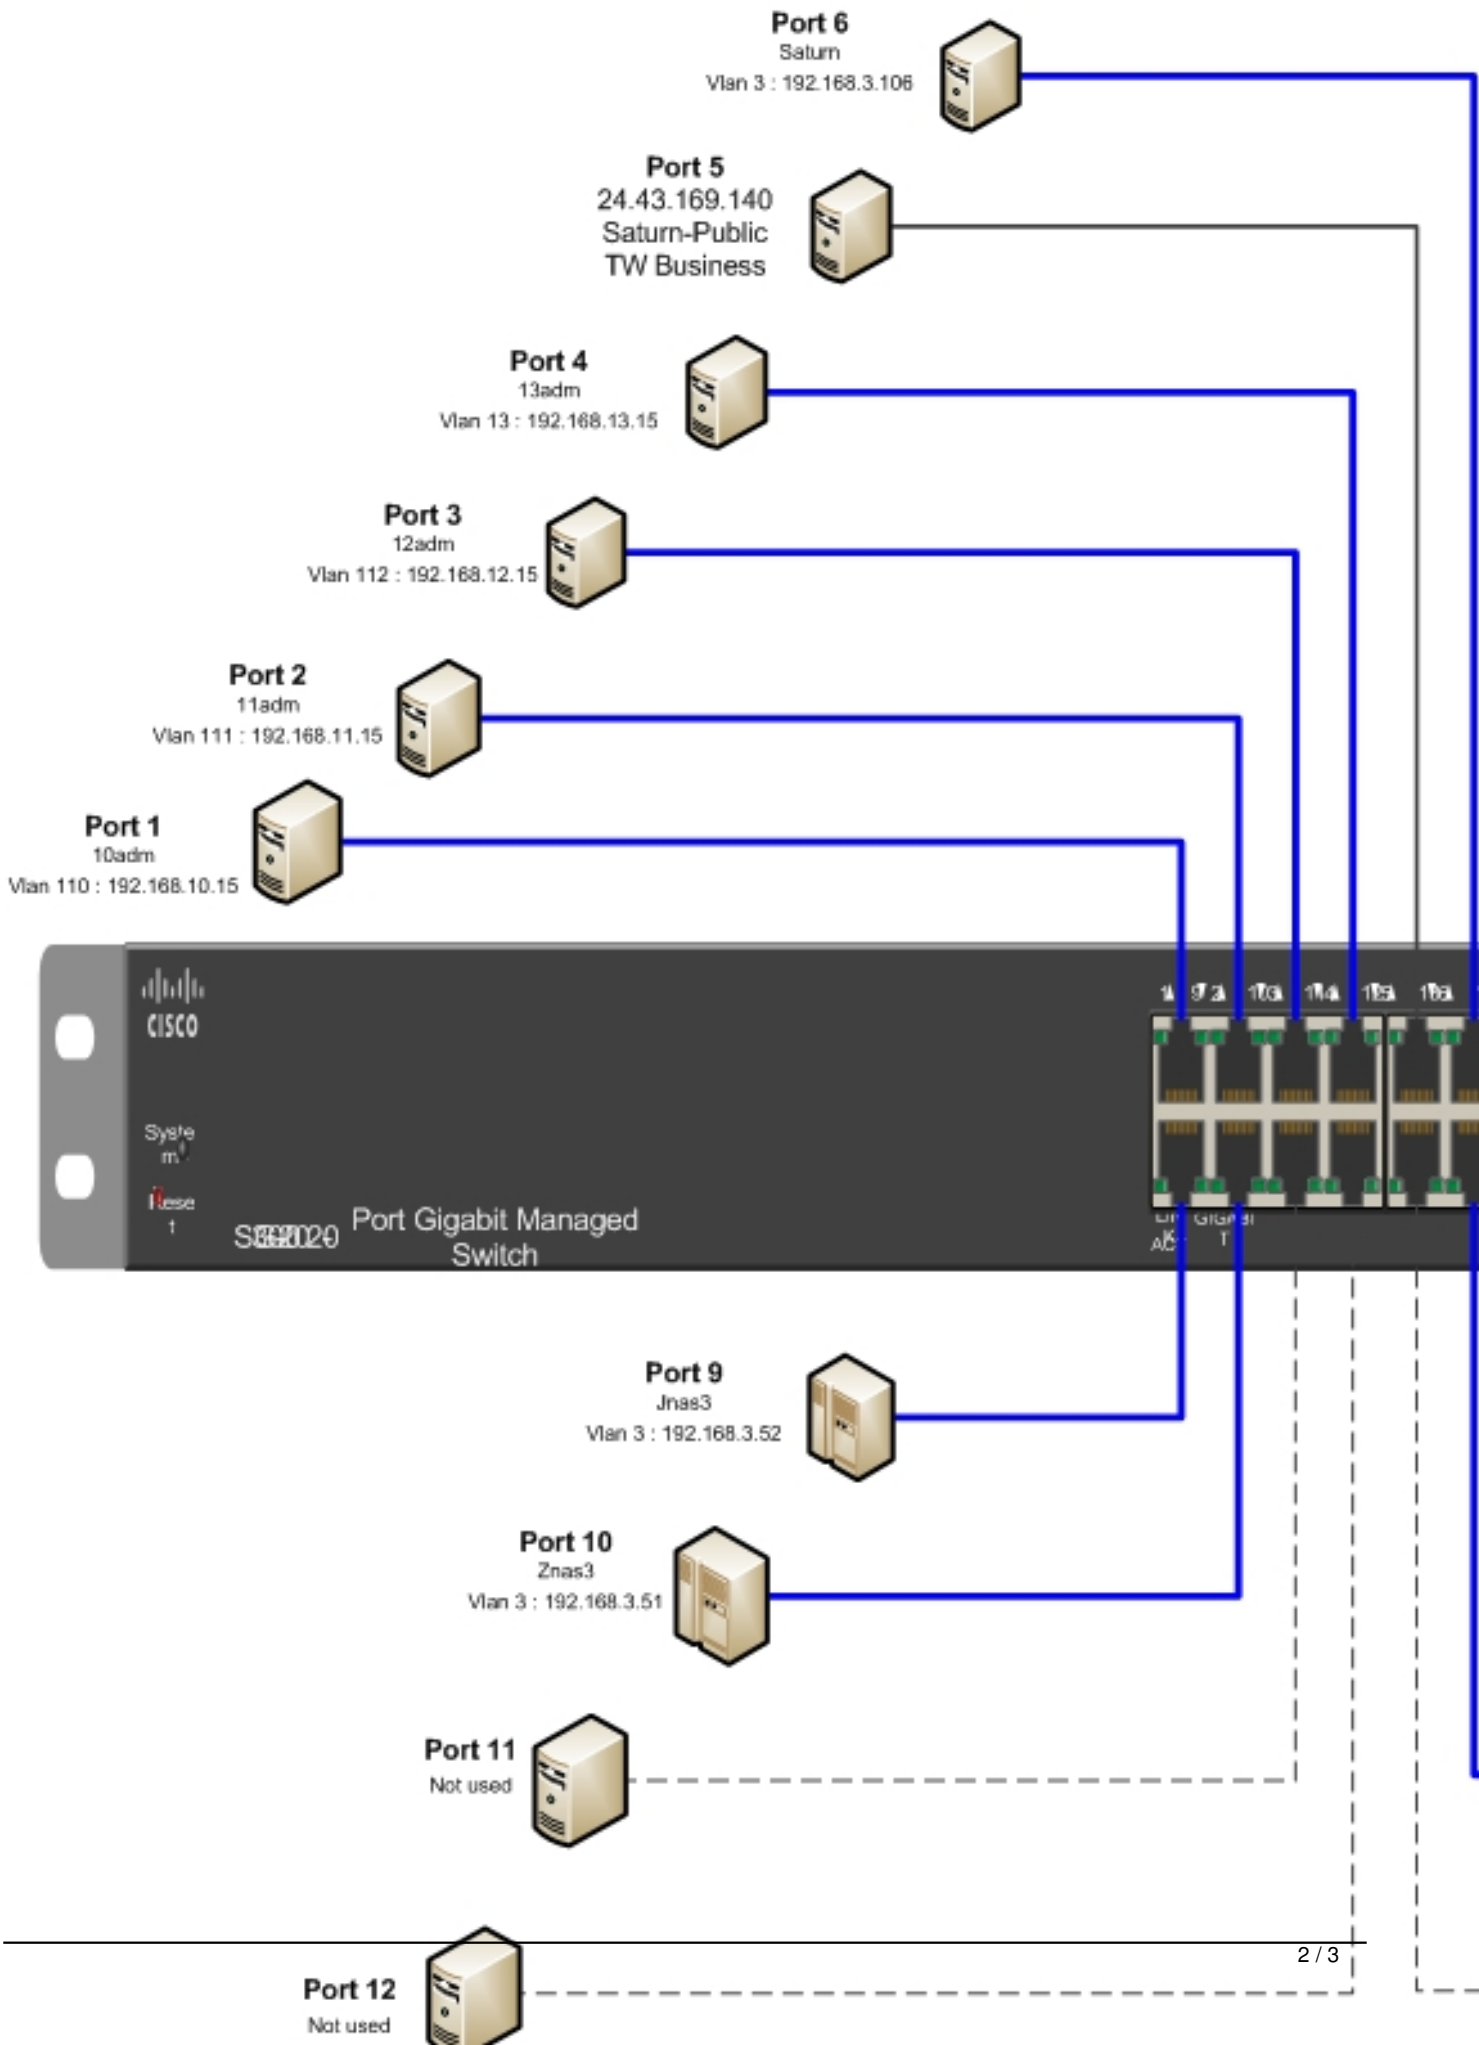 Port 6
Saturn
Vlan 3 : 192.168.3.106
Port 5
24.43.169.140
Saturn-Public
TW Business
Port 4
13adm
Vlan 13 : 192.168.13.15
Port 3
12adm
Vlan 112 : 192.168.12.15
Port 2
11adm
Vlan 111 : 192.168.11.15
Port 1
10adm
Vlan 110 : 192.168.10.15
CISCO
Syste
m
Rese
t
Port Gigabit Managed
Switch
Port 9
Jnas3
Vlan 3 : 192.168.3.52
Port 10
Znas3
Vlan 3 : 192.168.3.51
Port 11
Not used
2 / 3
Port 12
Not used